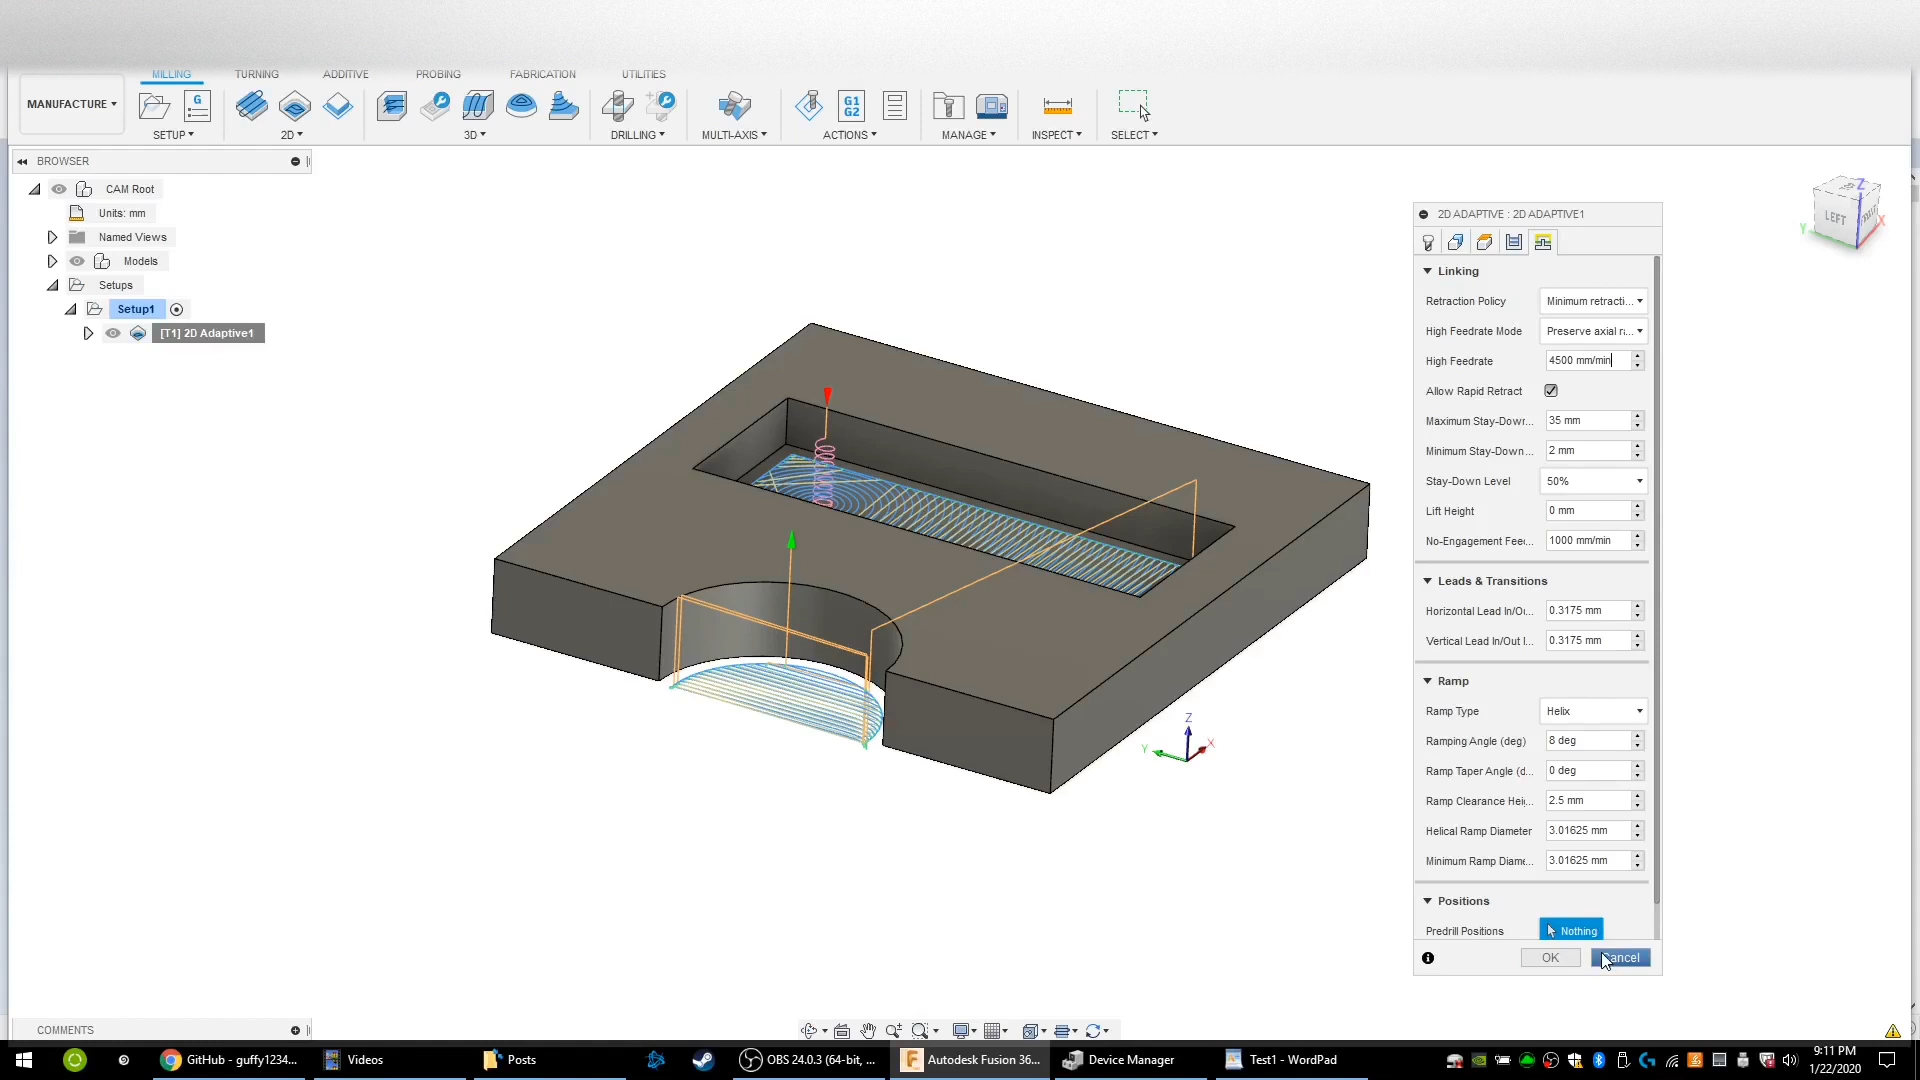 MILLING TURNING ADDITIVE PROBING FABRICATION UTILITIES
MANUFACTURE
G
G1
G2
SETUP 2D 3D DRILLING MULTI-AXIS ACTIONS MANAGE INSPECT SELECT
BROWSER
CAM Root
Units: mm
Named Views
Models
Setups
Setup1
[T1] 2D Adaptive1
Z
LEFT
Y
X
2D ADAPTIVE : 2D ADAPTIVE1
Linking
Retraction Policy Minimum retracti...
High Feedrate Mode Preserve axial r...
High Feedrate 4500 mm/min
Allow Rapid Retract
Maximum Stay-Down... 35 mm
Minimum Stay-Down... 2 mm
Stay-Down Level 50%
Lift Height 0 mm
No-Engagement Fee... 1000 mm/min
Leads & Transitions
Horizontal Lead In/O... 0.3175 mm
Vertical Lead In/Out ... 0.3175 mm
Ramp
Ramp Type Helix
Ramping Angle (deg) 8 deg
Ramp Taper Angle (d... 0 deg
Ramp Clearance Hei... 2.5 mm
Helical Ramp Diameter 3.01625 mm
Minimum Ramp Diame... 3.01625 mm
Positions
Predrill Positions Nothing
OK Cancel
Z
Y
X
COMMENTS
GitHub - guffy1234... Videos Posts OBS 24.0.3 (64-bit, ... Autodesk Fusion 36... Device Manager Test1 - WordPad
9:11 PM
1/22/2020